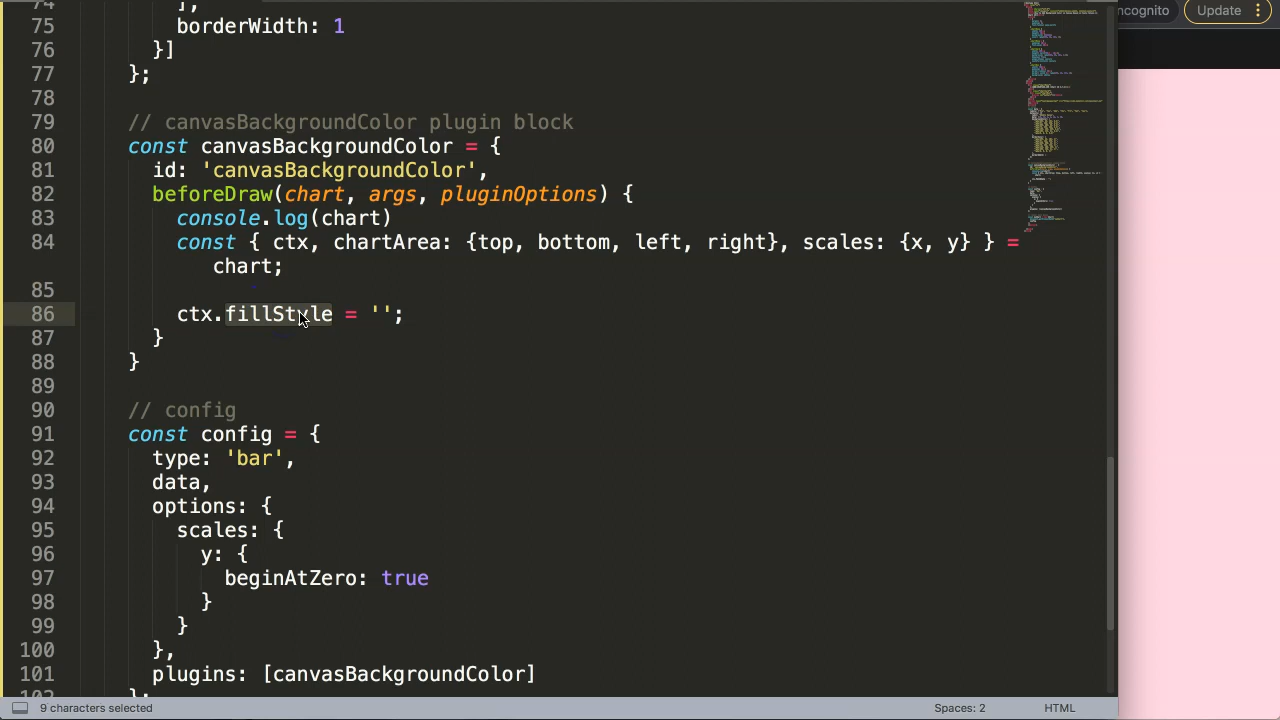 74 ],
75 borderWidth: 1
76 }]
77 };
78
79 // canvasBackgroundColor plugin block
80 const canvasBackgroundColor = {
81 id: 'canvasBackgroundColor',
82 beforeDraw(chart, args, pluginOptions) {
83 console.log(chart)
84 const { ctx, chartArea: {top, bottom, left, right}, scales: {x, y} } =
chart;
85
86 ctx.fillStyle = '';
87 }
88 }
89
90 // config
91 const config = {
92 type: 'bar',
93 data,
94 options: {
95 scales: {
96 y: {
97 beginAtZero: true
98 }
99 }
100 },
101 plugins: [canvasBackgroundColor]
102 };
9 characters selected
Spaces: 2
HTML
cognito
Update